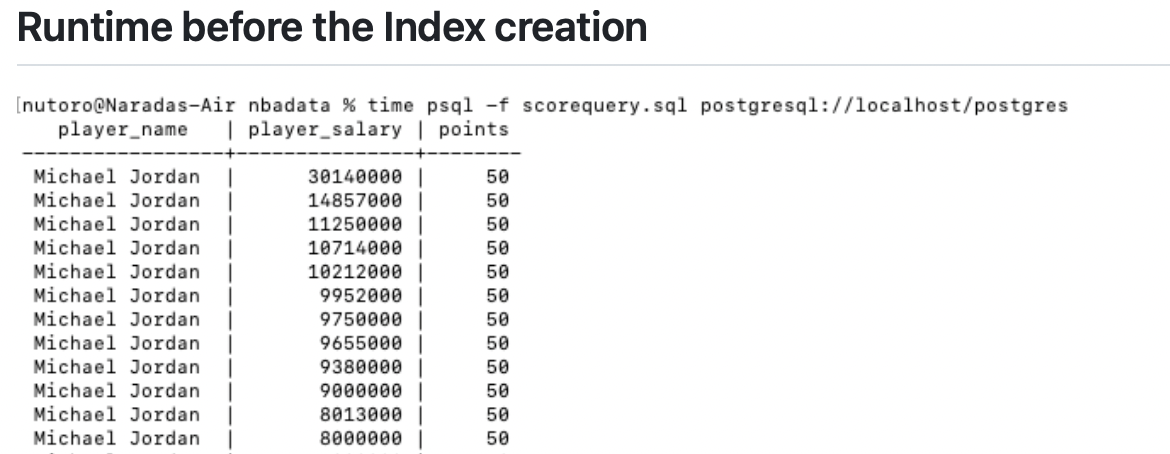 Runtime before the Index creation
[nutoro@Naradas-Air nbadata % time psql -f scorequery.sql postgresql://localhost/postgres
player_name | player_salary | points
-----------------+---------------+--------
Michael Jordan | 30140000 | 50
Michael Jordan | 14857000 | 50
Michael Jordan | 11250000 | 50
Michael Jordan | 10714000 | 50
Michael Jordan | 10212000 | 50
Michael Jordan | 9952000 | 50
Michael Jordan | 9750000 | 50
Michael Jordan | 9655000 | 50
Michael Jordan | 9380000 | 50
Michael Jordan | 9000000 | 50
Michael Jordan | 8013000 | 50
Michael Jordan | 8000000 | 50